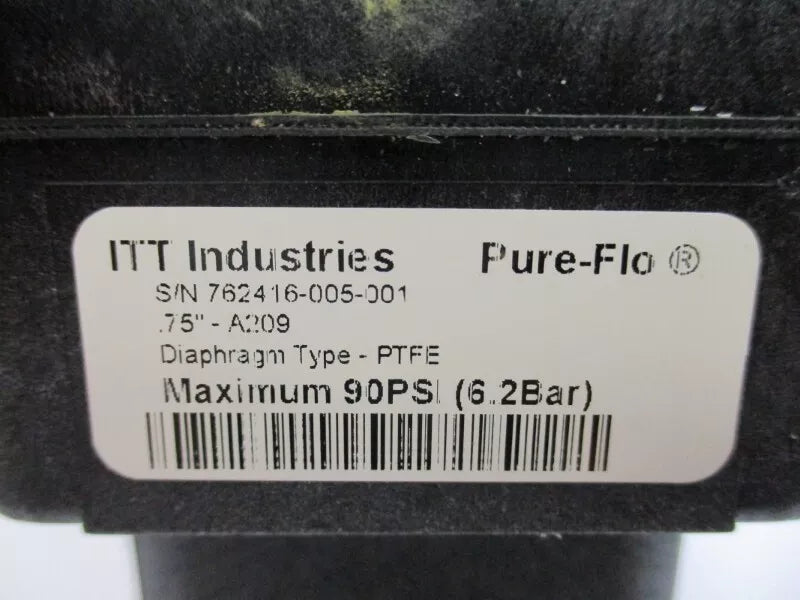 ITT Industries Pure-Flo ®
S/N 762416-005-001
.75" - A209
Diaphragm Type - PTFE
Maximum 90PSI (6.2Bar)